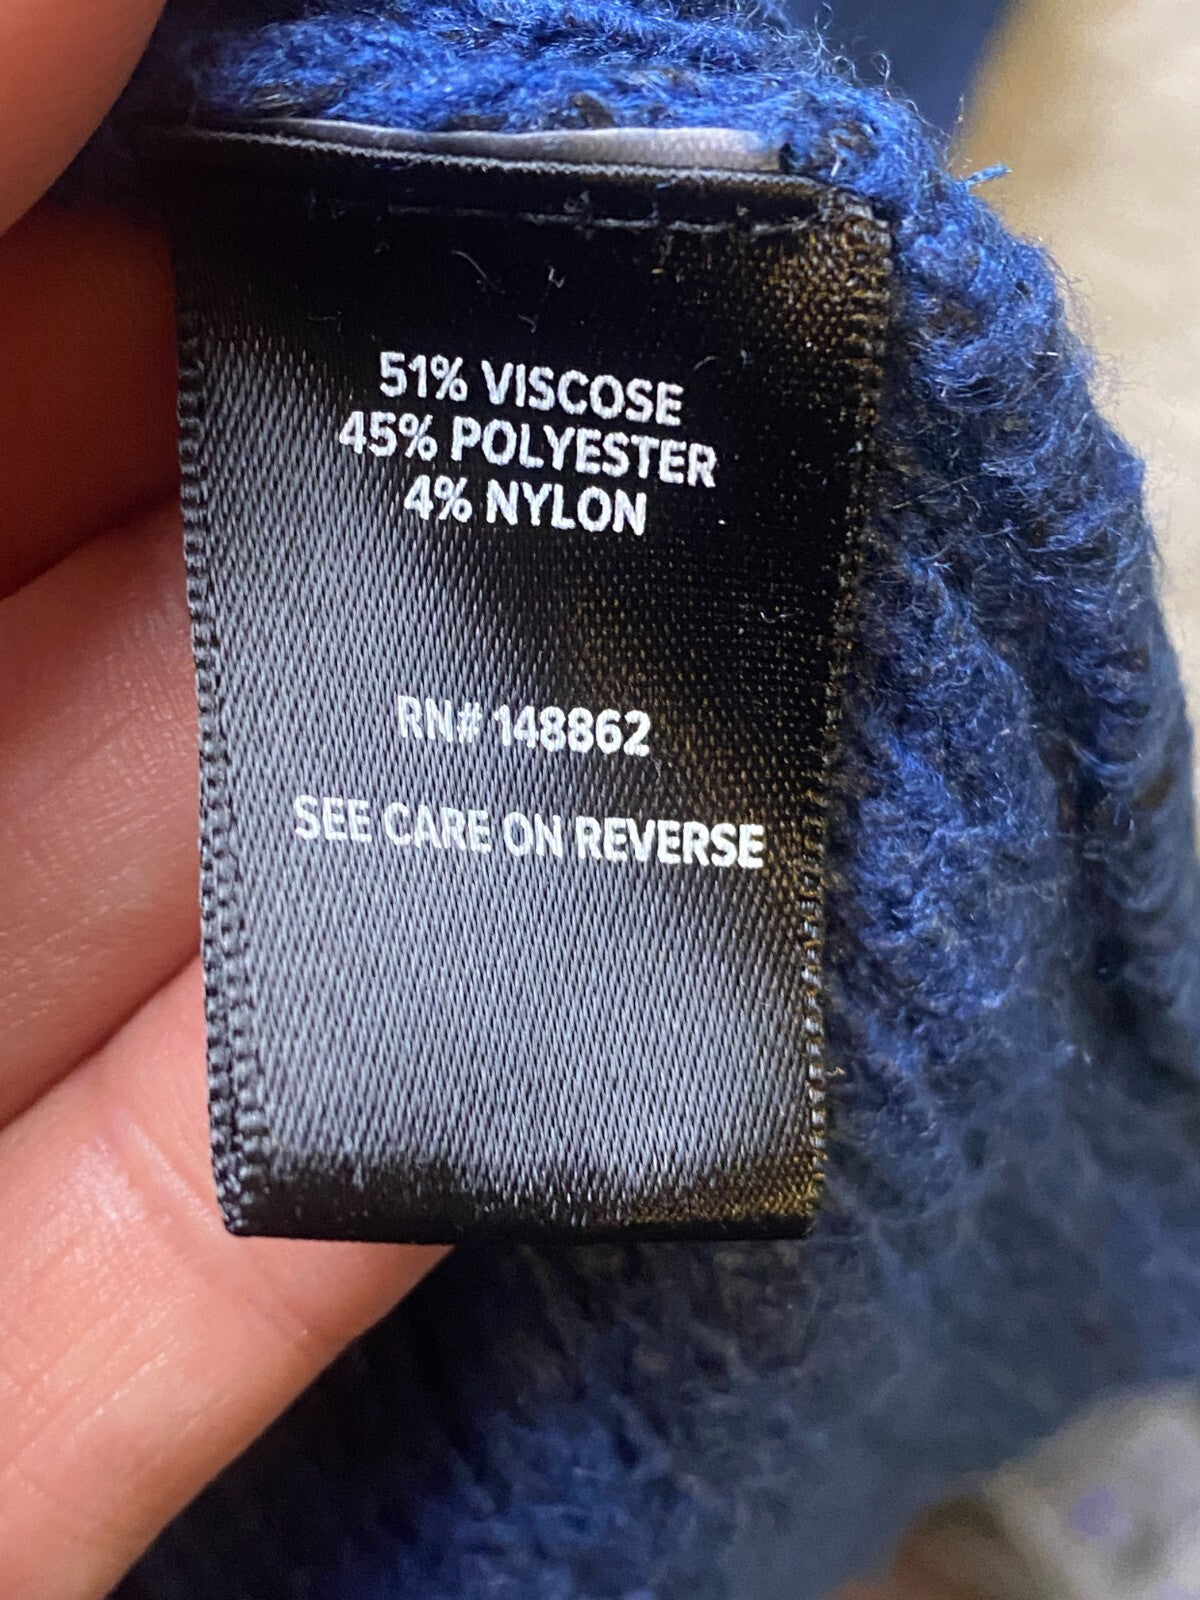 51% VISCOSE
45% POLYESTER
4% NYLON
RN# 148862
SEE CARE ON REVERSE